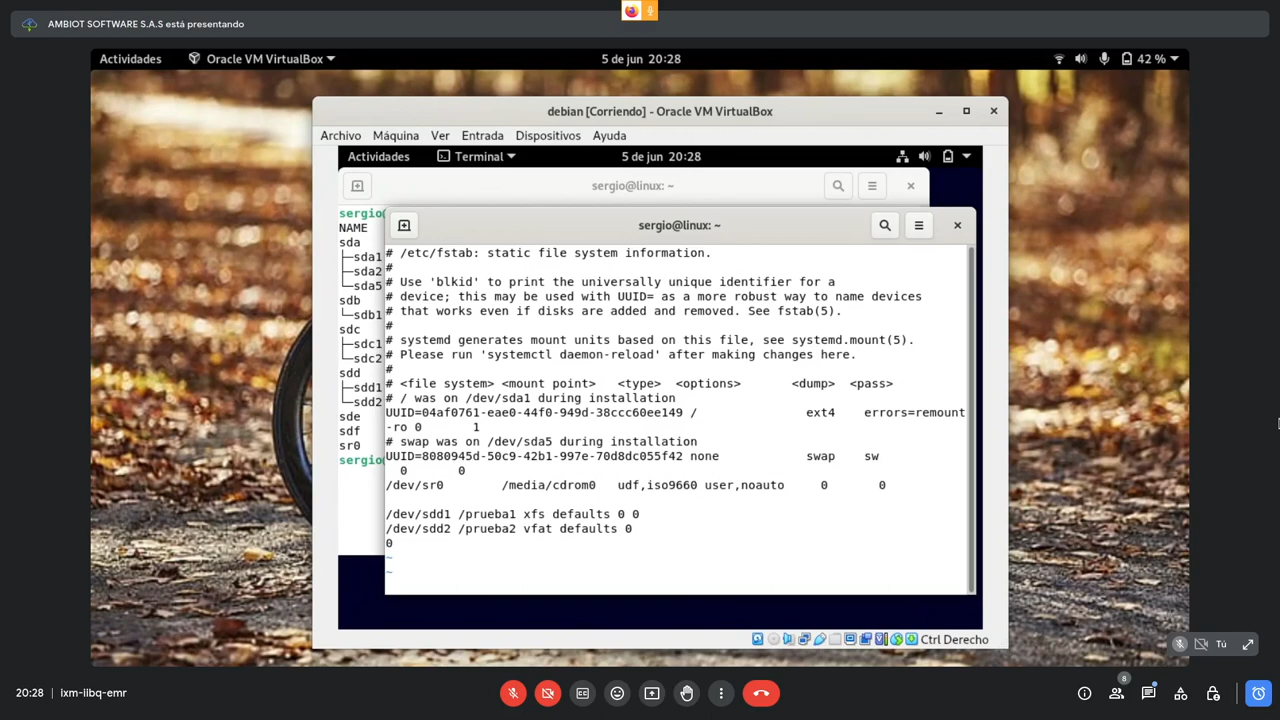 AMBIOT SOFTWARE S.A.S está presentando
Actividades Oracle VM VirtualBox 5 de jun 20:28 42 %
debian [Corriendo] - Oracle VM VirtualBox
Archivo Máquina Ver Entrada Dispositivos Ayuda
Actividades Terminal 5 de jun 20:28
sergio@linux: ~
sergio@
NAME
sda
├─sda1
├─sda2
└─sda5
sdb
└─sdb1
sdc
├─sdc1
└─sdc2
sdd
├─sdd1
└─sdd2
sde
sdf
sr0
sergio@
sergio@linux: ~
# /etc/fstab: static file system information.
#
# Use 'blkid' to print the universally unique identifier for a
# device; this may be used with UUID= as a more robust way to name devices
# that works even if disks are added and removed. See fstab(5).
#
# systemd generates mount units based on this file, see systemd.mount(5).
# Please run 'systemctl daemon-reload' after making changes here.
#
# <file system> <mount point>   <type>  <options>       <dump>  <pass>
# / was on /dev/sda1 during installation
UUID=04af0761-eae0-44f0-949d-38ccc60ee149 /               ext4    errors=remount
-ro 0       1
# swap was on /dev/sda5 during installation
UUID=8080945d-50c9-42b1-997e-70d8dc055f42 none            swap    sw
  0       0
/dev/sr0        /media/cdrom0   udf,iso9660 user,noauto     0       0
/dev/sdd1 /prueba1 xfs defaults 0 0
/dev/sdd2 /prueba2 vfat defaults 0
0
~
~
Ctrl Derecho
Tú
20:28 ixm-iibq-emr
8